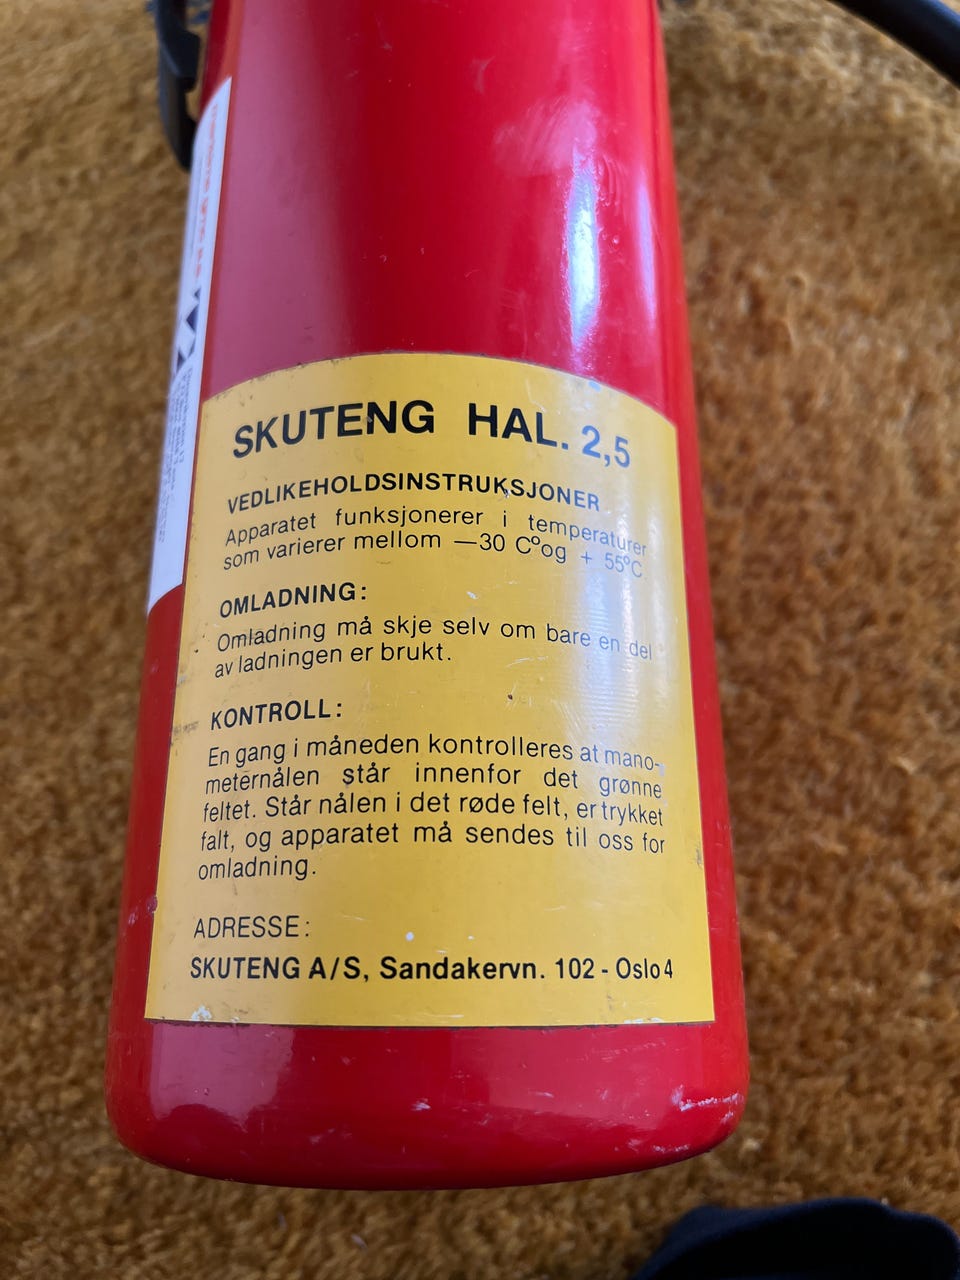 SKUTENG HAL. 2,5
VEDLIKEHOLDSINSTRUKSJONER
Apparatet funksjonerer i temperaturer
som varierer mellom —30 C°og + 55°C
OMLADNING:
Omladning må skje selv om bare en del
av ladningen er brukt.
KONTROLL:
En gang i måneden kontrolleres at mano-
meternålen står innenfor det grønne
feltet. Står nålen i det røde felt, er trykket
falt, og apparatet må sendes til oss for
omladning.
ADRESSE:
SKUTENG A/S, Sandakervn. 102 - Oslo 4